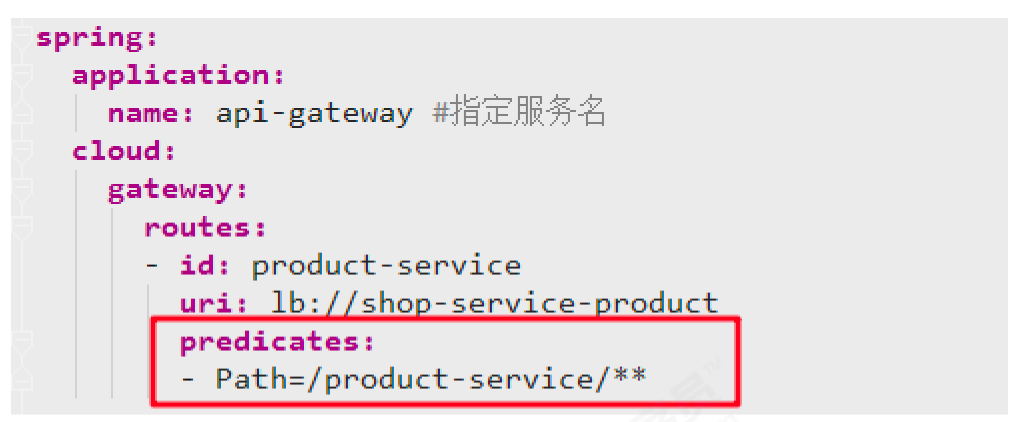 spring:
application:
name: api-gateway #指定服务名
cloud:
gateway:
routes:
- id: product-service
uri: lb://shop-service-product
predicates:
- Path=/product-service/**